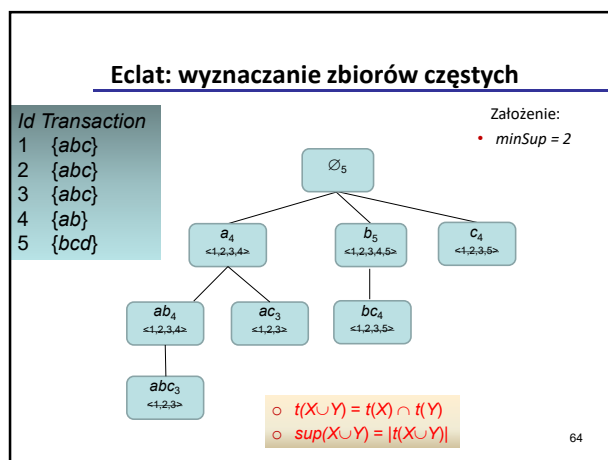 Eclat: wyznaczanie zbiorów częstych
Id Transaction
1 {abc}
2 {abc}
3 {abc}
4 {ab}
5 {bcd}
Założenie:
• minSup = 2
∅₅
a₄
<1,2,3,4>
b₅
<1,2,3,4,5>
c₄
<1,2,3,5>
ab₄
<1,2,3,4>
ac₃
<1,2,3>
bc₄
<1,2,3,5>
abc₃
<1,2,3>
o t(X∪Y) = t(X) ∩ t(Y)
o sup(X∪Y) = |t(X∪Y)|
64